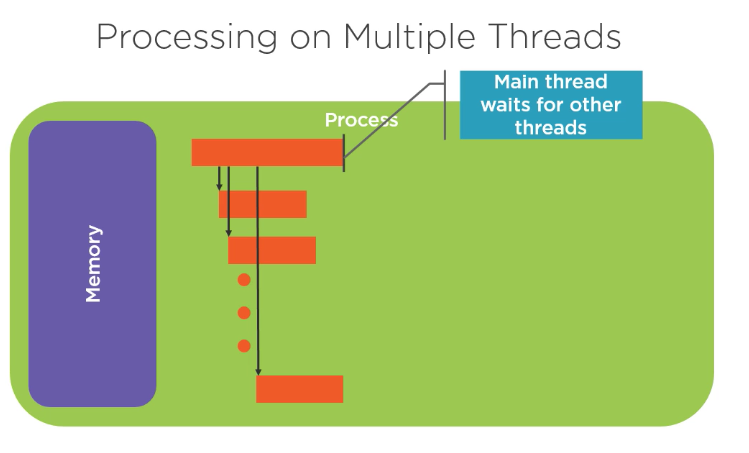 Processing on Multiple Threads
Main thread
waits for other
threads
Process
Memory